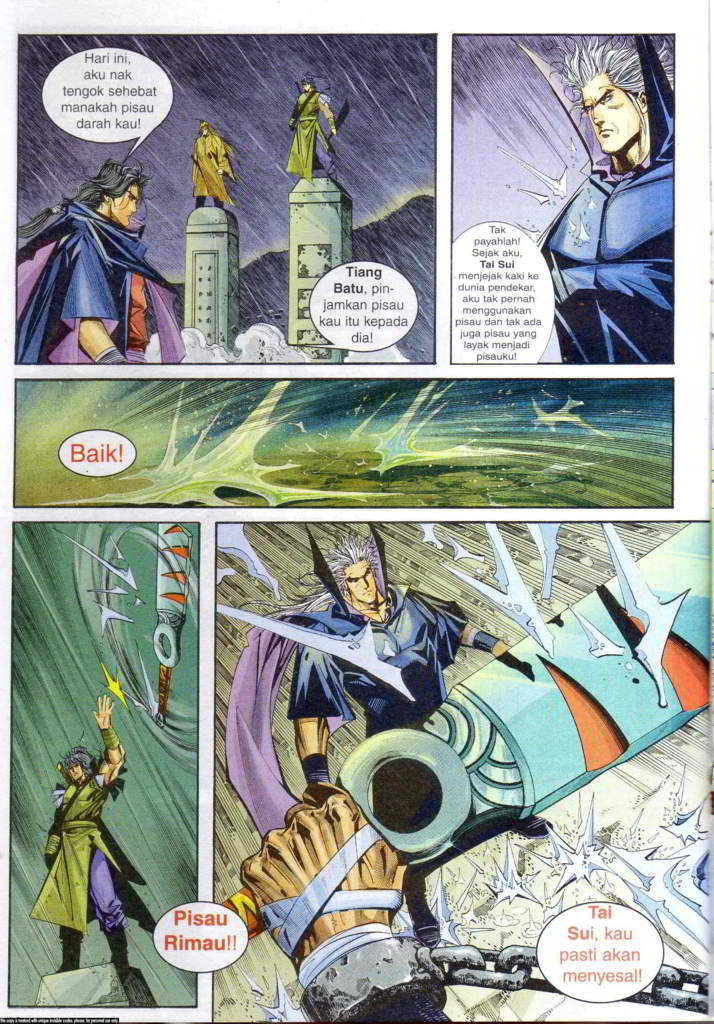 Hari ini,
aku nak
tengok sehebat
manakah pisau
darah kau!
Tiang
Batu, pin-
jamkan pisau
kau itu kepada
dia!
Tak
payahlah!
Sejak aku,
Tai Sui
menjejak kaki ke
dunia pendekar,
aku tak pernah
menggunakan
pisau dan tak ada
juga pisau yang
layak menjadi
pisauku!
Baik!
Pisau
Rimau!!
Tai
Sui, kau
pasti akan
menyesal!